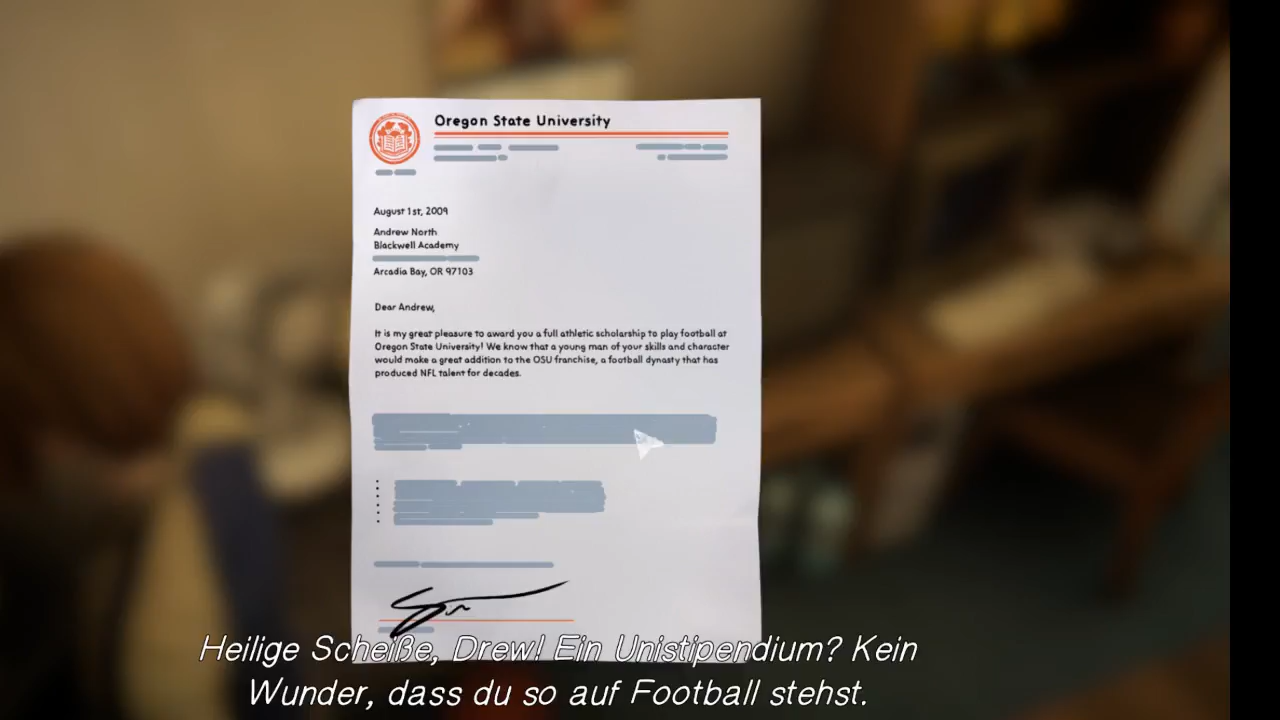 Oregon State University
August 1st, 2009
Andrew North
Blackwell Academy
Arcadia Bay, OR 97103
Dear Andrew,
It is my great pleasure to award you a full athletic scholarship to play football at
Oregon State University! We know that a young man of your skills and character
would make a great addition to the OSU franchise, a football dynasty that has
produced NFL talent for decades.
Heilige Scheiße, Drew! Ein Unistipendium? Kein
Wunder, dass du so auf Football stehst.